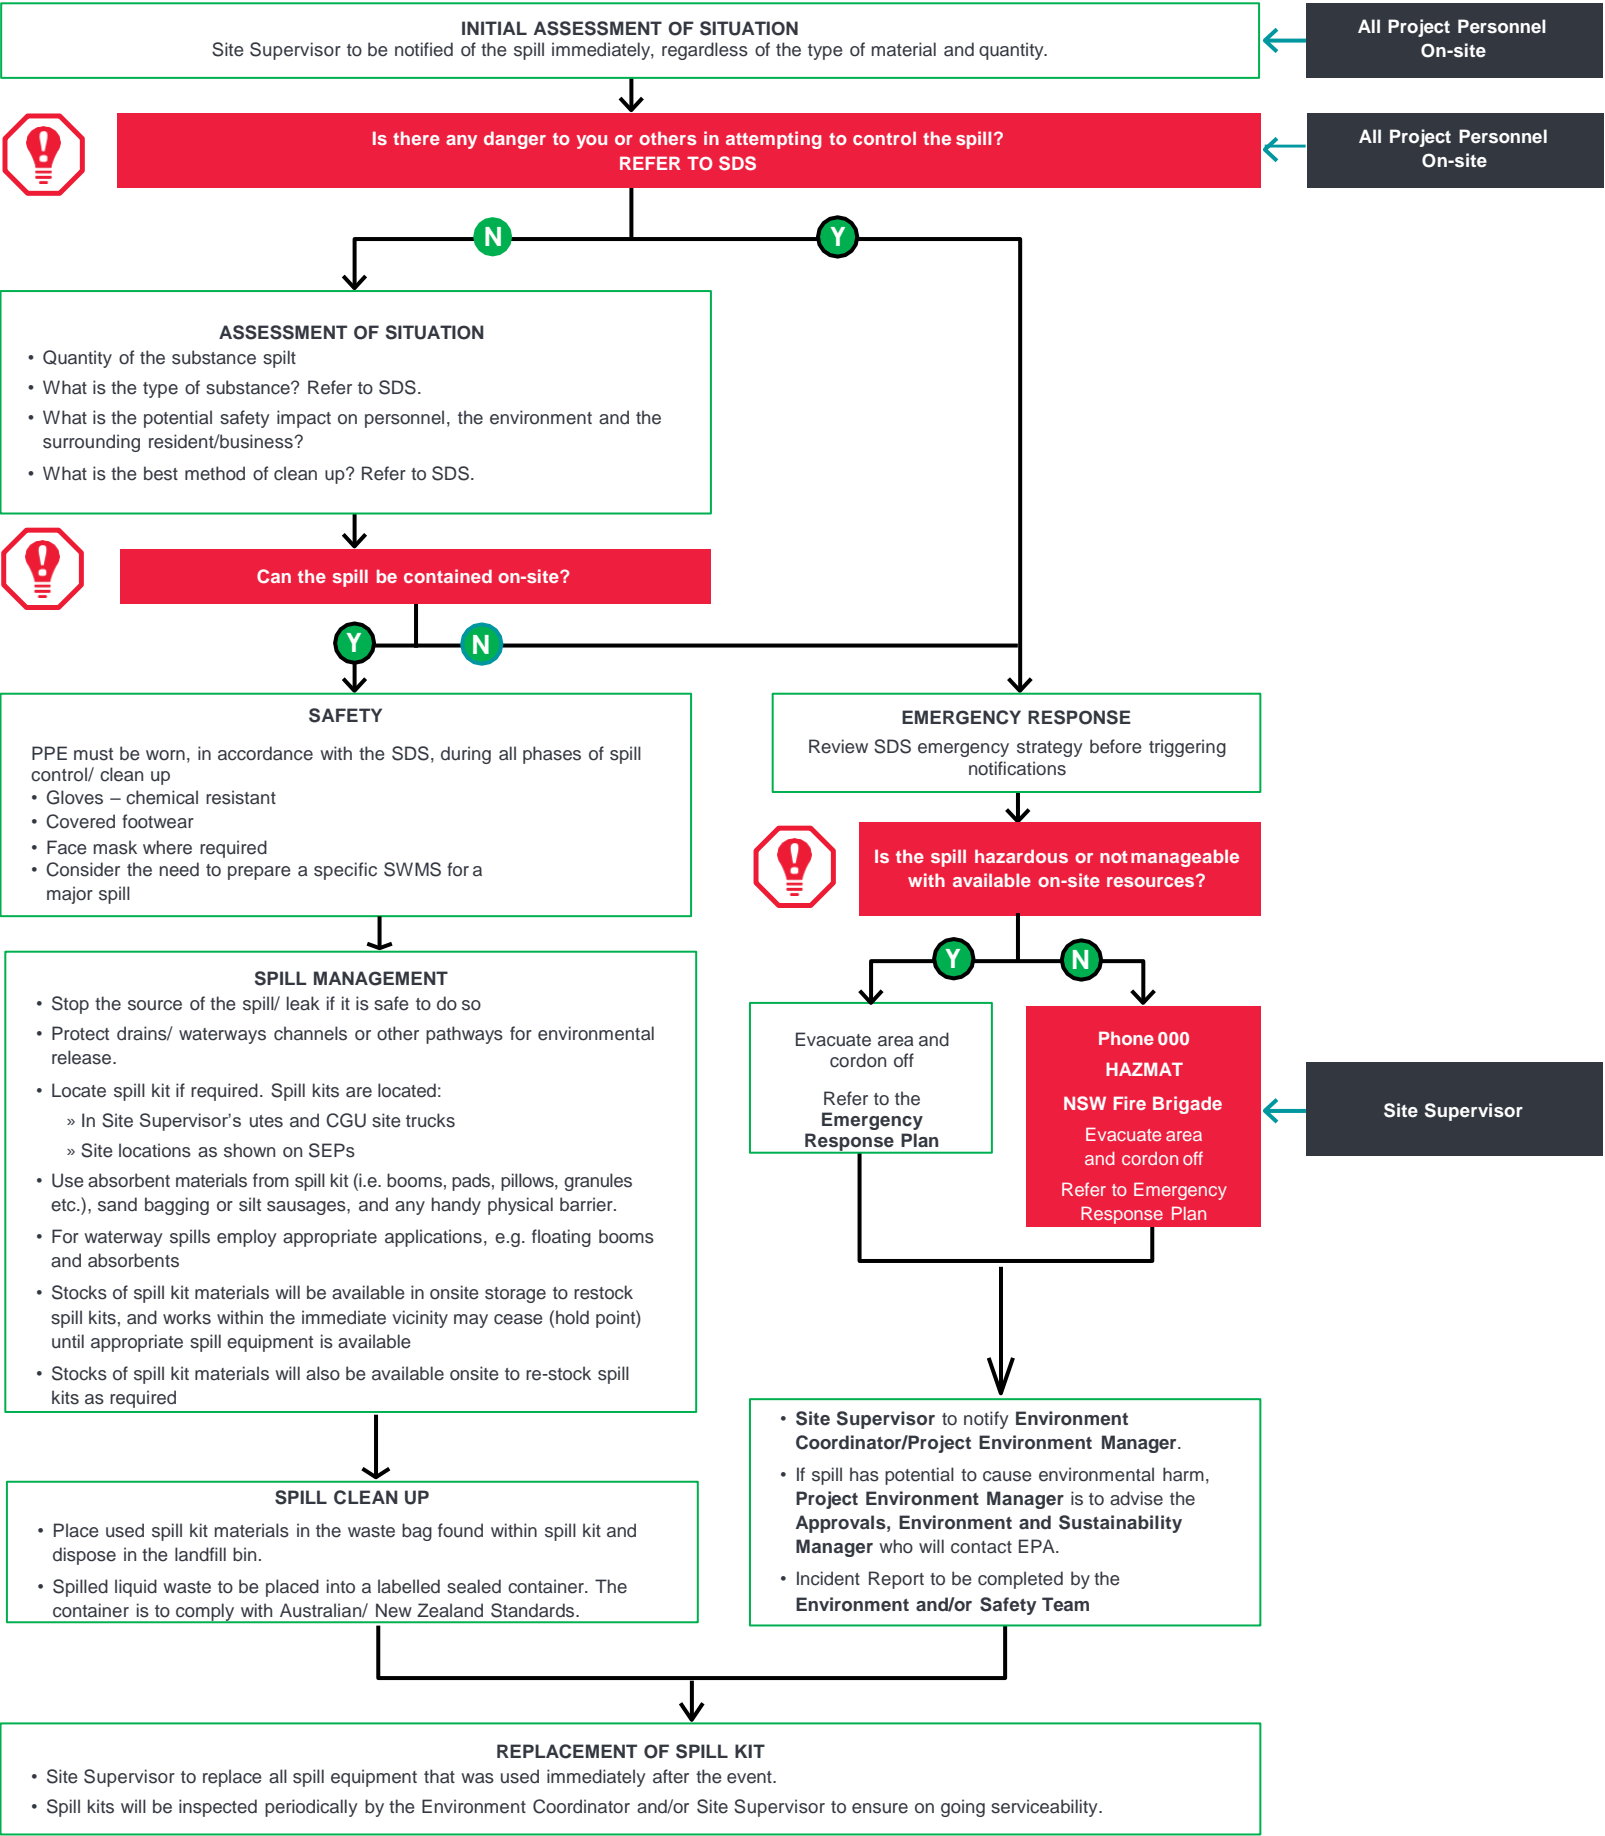 INITIAL ASSESSMENT OF SITUATION
Site Supervisor to be notified of the spill immediately, regardless of the type of material and quantity.
All Project Personnel
On-site
Is there any danger to you or others in attempting to control the spill?
REFER TO SDS
All Project Personnel
On-site
N
Y
ASSESSMENT OF SITUATION
• Quantity of the substance spilt
• What is the type of substance? Refer to SDS.
• What is the potential safety impact on personnel, the environment and the
surrounding resident/business?
• What is the best method of clean up? Refer to SDS.
Can the spill be contained on-site?
Y
N
SAFETY
PPE must be worn, in accordance with the SDS, during all phases of spill
control/ clean up
• Gloves – chemical resistant
• Covered footwear
• Face mask where required
• Consider the need to prepare a specific SWMS for a
major spill
EMERGENCY RESPONSE
Review SDS emergency strategy before triggering
notifications
Is the spill hazardous or not manageable
with available on-site resources?
Y
N
Evacuate area and
cordon off
Refer to the
Emergency
Response Plan
Phone 000
HAZMAT
NSW Fire Brigade
Evacuate area
and cordon off
Refer to Emergency
Response Plan
Site Supervisor
SPILL MANAGEMENT
• Stop the source of the spill/ leak if it is safe to do so
• Protect drains/ waterways channels or other pathways for environmental
release.
• Locate spill kit if required. Spill kits are located:
» In Site Supervisor's utes and CGU site trucks
» Site locations as shown on SEPs
• Use absorbent materials from spill kit (i.e. booms, pads, pillows, granules
etc.), sand bagging or silt sausages, and any handy physical barrier.
• For waterway spills employ appropriate applications, e.g. floating booms
and absorbents
• Stocks of spill kit materials will be available in onsite storage to restock
spill kits, and works within the immediate vicinity may cease (hold point)
until appropriate spill equipment is available
• Stocks of spill kit materials will also be available onsite to re-stock spill
kits as required
• Site Supervisor to notify Environment
Coordinator/Project Environment Manager.
• If spill has potential to cause environmental harm,
Project Environment Manager is to advise the
Approvals, Environment and Sustainability
Manager who will contact EPA.
• Incident Report to be completed by the
Environment and/or Safety Team
SPILL CLEAN UP
• Place used spill kit materials in the waste bag found within spill kit and
dispose in the landfill bin.
• Spilled liquid waste to be placed into a labelled sealed container. The
container is to comply with Australian/ New Zealand Standards.
REPLACEMENT OF SPILL KIT
• Site Supervisor to replace all spill equipment that was used immediately after the event.
• Spill kits will be inspected periodically by the Environment Coordinator and/or Site Supervisor to ensure on going serviceability.